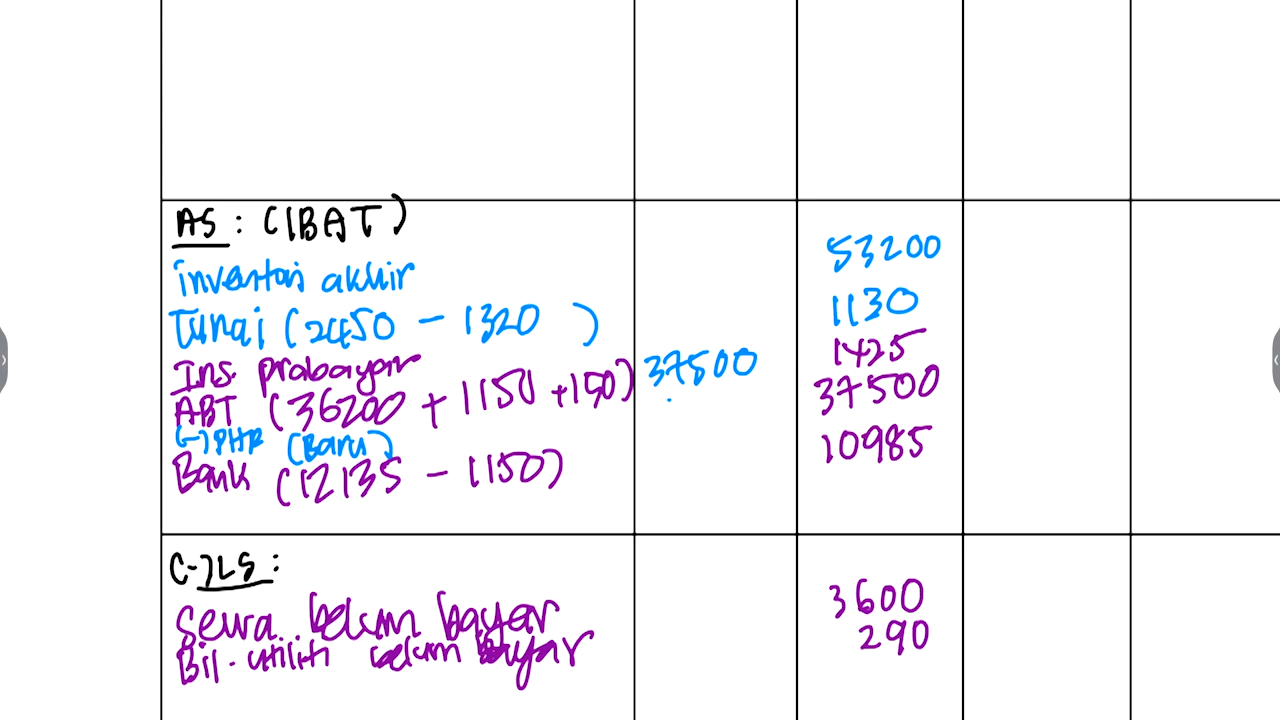 AS : (IBAT)
inventori akhir 53200
Tunai (2450 - 1320 ) 1130
Ins. prabayar 1425
ABT (36200 + 1150 + 150) 37500 37500
(-) PHR (Baru)
Bank (12135 - 1150) 10985
(-) LS :
Sewa belum bayar 3600
Bil. utiliti belum bayar 290